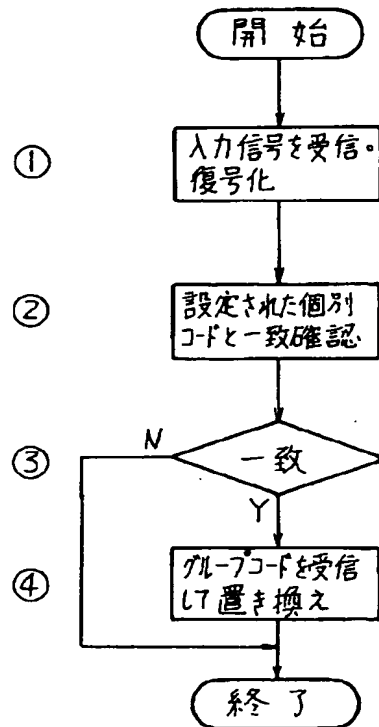 開始
①
入力信号を受信・
復号化
②
設定された個別
コードと一致確認
③
N
一致
Y
④
グループコードを受信
して置き換え
終了